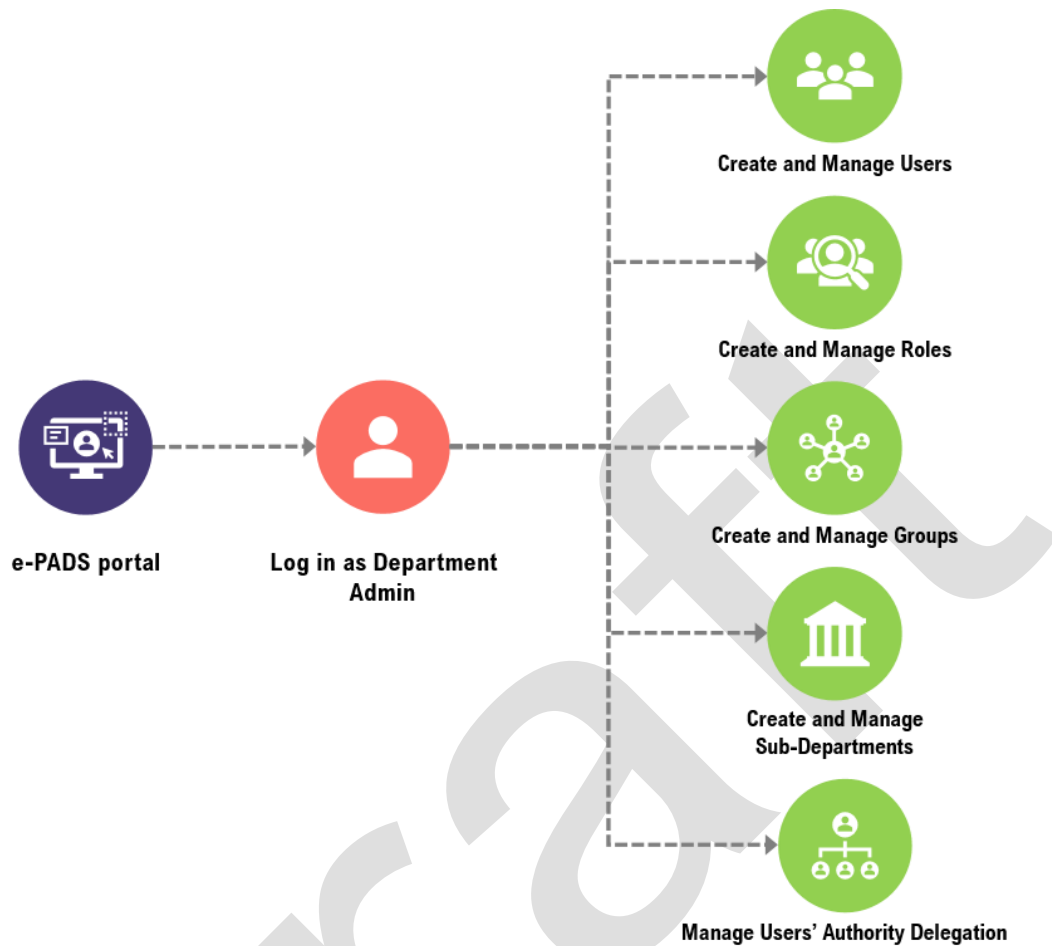 Create and Manage Users
Create and Manage Roles
e-PADS portal
Log in as Department
Admin
Create and Manage Groups
Create and Manage
Sub-Departments
Manage Users' Authority Delegation
raft